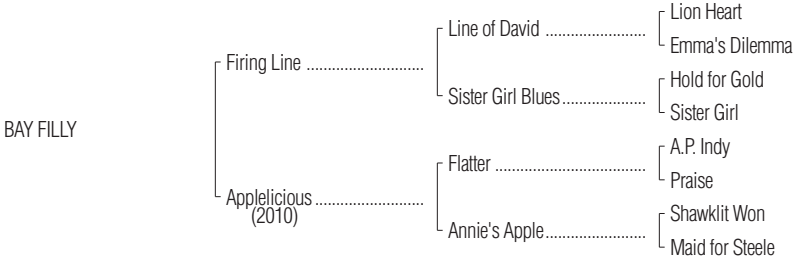 Lion Heart
Line of David ........................
Emma's Dilemma
Firing Line ............................
Hold for Gold
Sister Girl Blues....................
Sister Girl
BAY FILLY
A.P. Indy
Flatter ....................................
Praise
Applelicious ..........................
(2010)
Shawklit Won
Annie's Apple........................
Maid for Steele